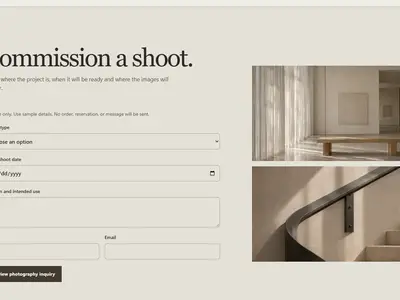 ommission a shoot.
where the project is, when it will be ready and where the images will
only. Use sample details. No order, reservation, or message will be sent.
type
ose an option
shoot date
/dd/yyyy
n and intended use
Email
iew photography inquiry